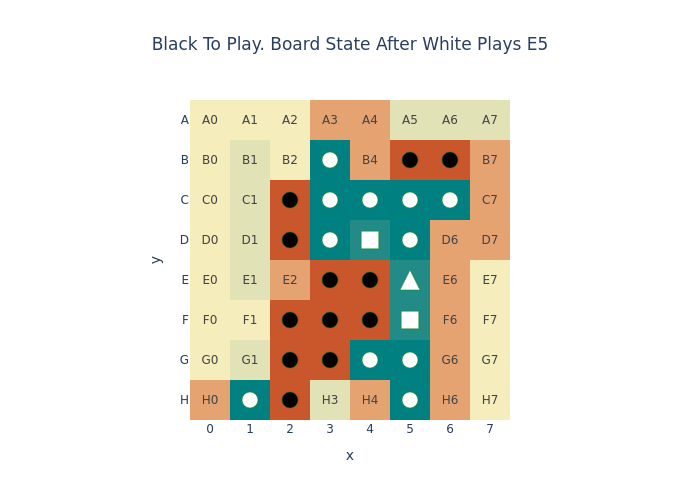 Black To Play. Board State After White Plays E5
A A0 A1 A2 A3 A4 A5 A6 A7
B B0 B1 B2 B4 B7
C C0 C1 C7
D D0 D1 D6 D7
E E0 E1 E2 E6 E7
F F0 F1 F6 F7
G G0 G1 G6 G7
H H0 H3 H4 H6 H7
0 1 2 3 4 5 6 7
x
y